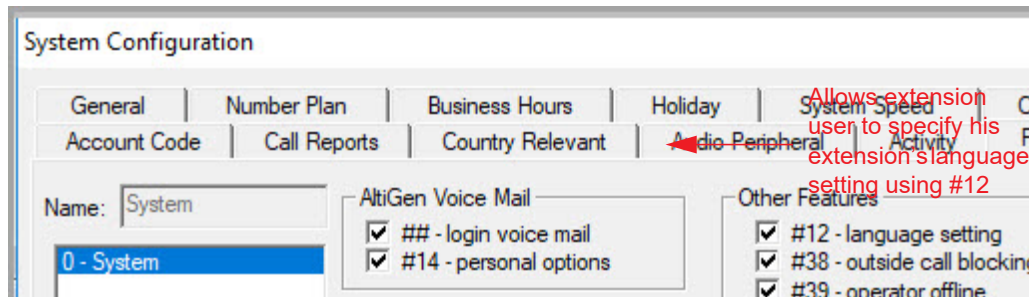 System Configuration
General Number Plan Business Hours Holiday System Speed
Account Code Call Reports Country Relevant Audio Peripheral Activity
Allows extension
user to specify his
extension's language
setting using #12
Name: System
AltiGen Voice Mail
Other Features
## - login voice mail
#12 - language setting
0 - System
#14 - personal options
#38 - outside call blocking
#39 - operator offline